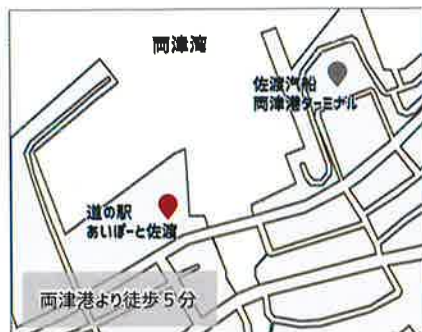 両津湾
佐渡汽船
両津港ターミナル
道の駅
あいぽーと佐渡
両津港より徒歩5分